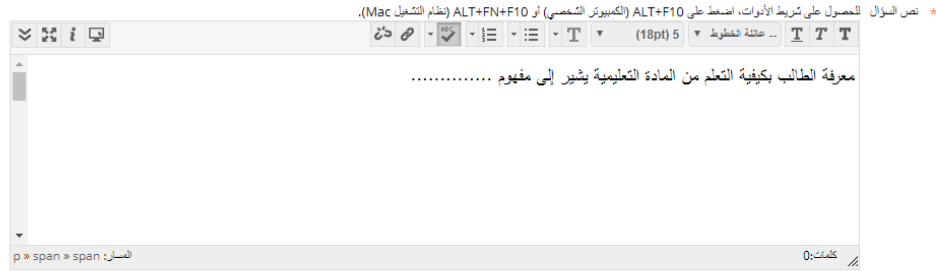 * نص السؤال للحصول على شريط الأدوات، اضغط على ALT+F10 (الكمبيوتر الشخصي) أو ALT+FN+F10 (نظام التشغيل Mac).
T T T ... عائلة الخطوط 5 (18pt) T ABC i
معرفة الطالب بكيفية التعلم من المادة التعليمية يشير إلى مفهوم ..............
المسار: p » span » span كلمات:0